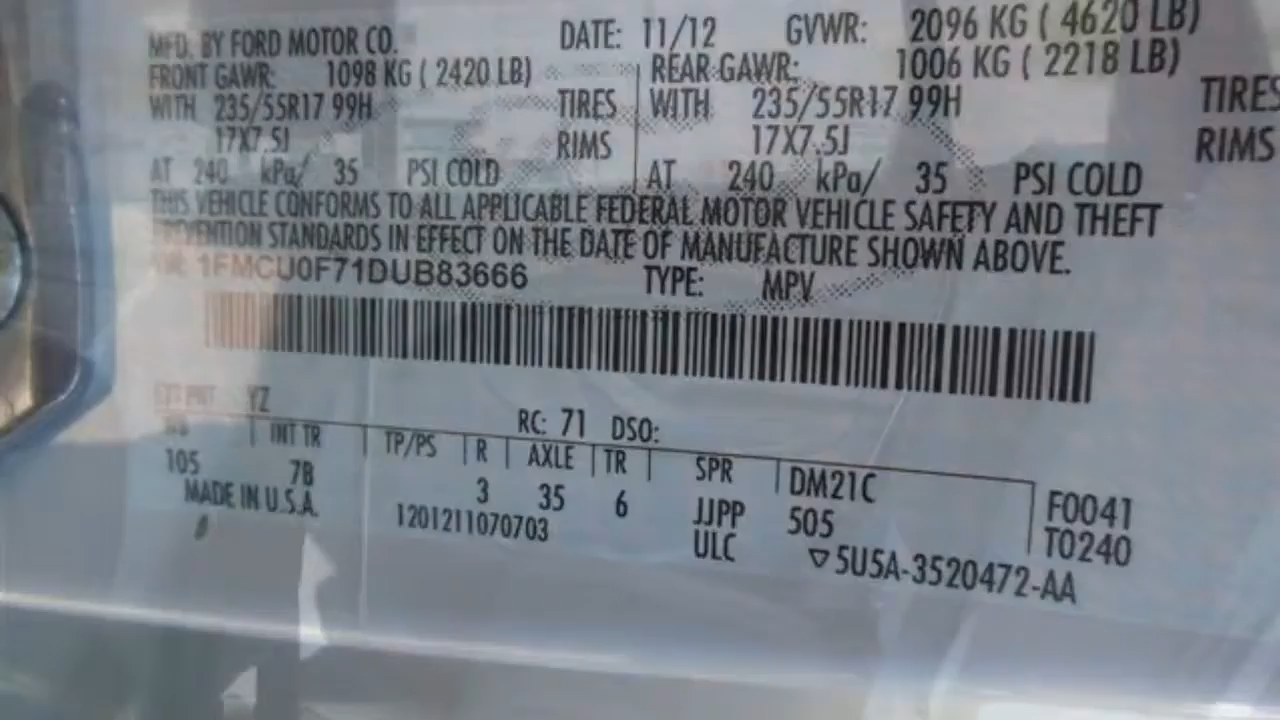 MFD. BY FORD MOTOR CO. DATE: 11/12 GVWR: 2096 KG ( 4620 LB)
FRONT GAWR: 1098 KG ( 2420 LB) REAR GAWR: 1006 KG ( 2218 LB)
WITH 235/55R17 99H TIRES WITH 235/55R17 99H TIRES
17X7.5J RIMS 17X7.5J RIMS
AT 240 kPa/ 35 PSI COLD AT 240 kPa/ 35 PSI COLD
THIS VEHICLE CONFORMS TO ALL APPLICABLE FEDERAL MOTOR VEHICLE SAFETY AND THEFT
PREVENTION STANDARDS IN EFFECT ON THE DATE OF MANUFACTURE SHOWN ABOVE.
1FMCU0F71DUB83666 TYPE: MPV
EXT PNT YZ RC: 71 DSO:
INT TR TP/PS R AXLE TR SPR DM21C F0041
105 7B 3 35 6 JJPP 505 T0240
MADE IN U.S.A. 1201211070703 ULC ▽5U5A-3520472-AA